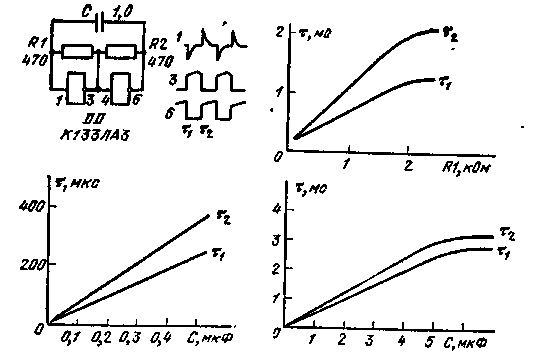 C 1,0
R1
470
R2
470
1 3 4 6
DD
К133ЛА3
1
3
6
τ1 τ2
τ, мс
2
1
0
τ2
τ1
1 2 R1, кОм
τ, мкс
400
200
0
τ2
τ1
0,1 0,2 0,3 0,4 C, мкФ
τ, мс
4
3
2
1
0
τ2
τ1
1 2 3 4 5 C, мкФ